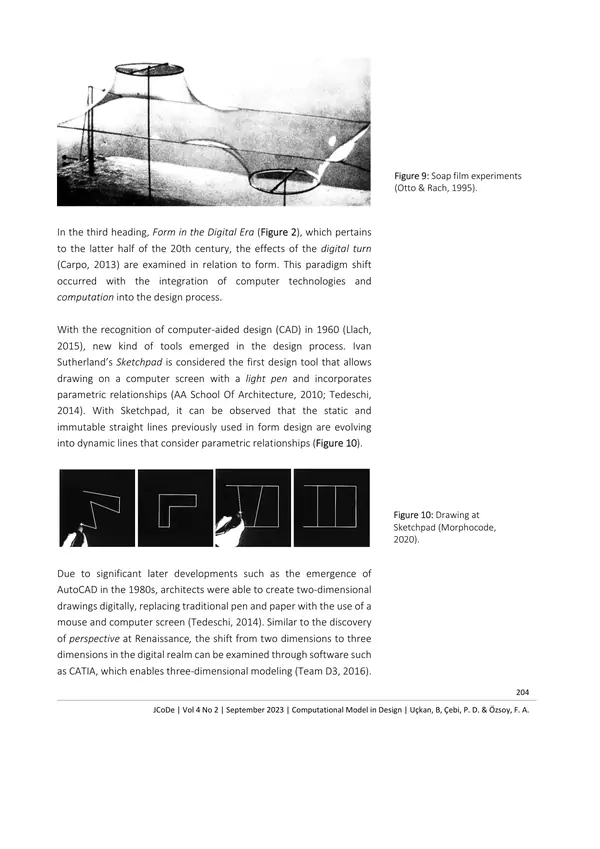 Figure 9: Soap film experiments
(Otto & Rach, 1995).
In the third heading, Form in the Digital Era (Figure 2), which pertains
to the latter half of the 20th century, the effects of the digital turn
(Carpo, 2013) are examined in relation to form. This paradigm shift
occurred with the integration of computer technologies and
computation into the design process.
With the recognition of computer-aided design (CAD) in 1960 (Llach,
2015), new kind of tools emerged in the design process. Ivan
Sutherland’s Sketchpad is considered the first design tool that allows
drawing on a computer screen with a light pen and incorporates
parametric relationships (AA School Of Architecture, 2010; Tedeschi,
2014). With Sketchpad, it can be observed that the static and
immutable straight lines previously used in form design are evolving
into dynamic lines that consider parametric relationships (Figure 10).
Figure 10: Drawing at
Sketchpad (Morphocode,
2020).
Due to significant later developments such as the emergence of
AutoCAD in the 1980s, architects were able to create two-dimensional
drawings digitally, replacing traditional pen and paper with the use of a
mouse and computer screen (Tedeschi, 2014). Similar to the discovery
of perspective at Renaissance, the shift from two dimensions to three
dimensions in the digital realm can be examined through software such
as CATIA, which enables three-dimensional modeling (Team D3, 2016).
204
JCoDe | Vol 4 No 2 | September 2023 | Computational Model in Design | Uçkan, B, Çebi, P. D. & Özsoy, F. A.